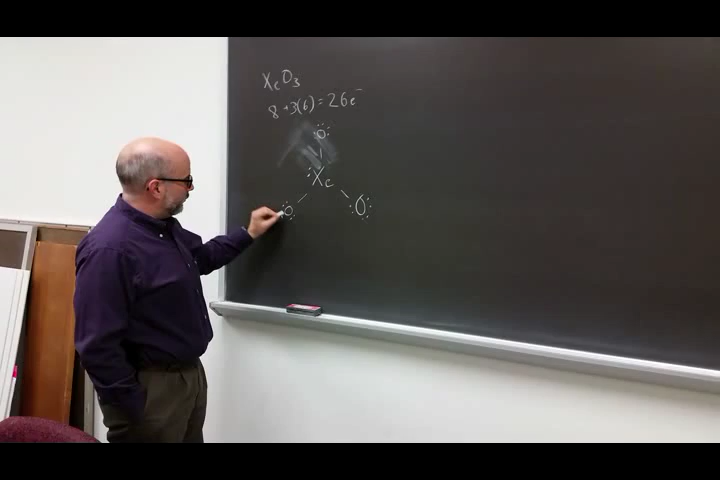 XeO3
8+3(6)=26e-
O
Xe
O O